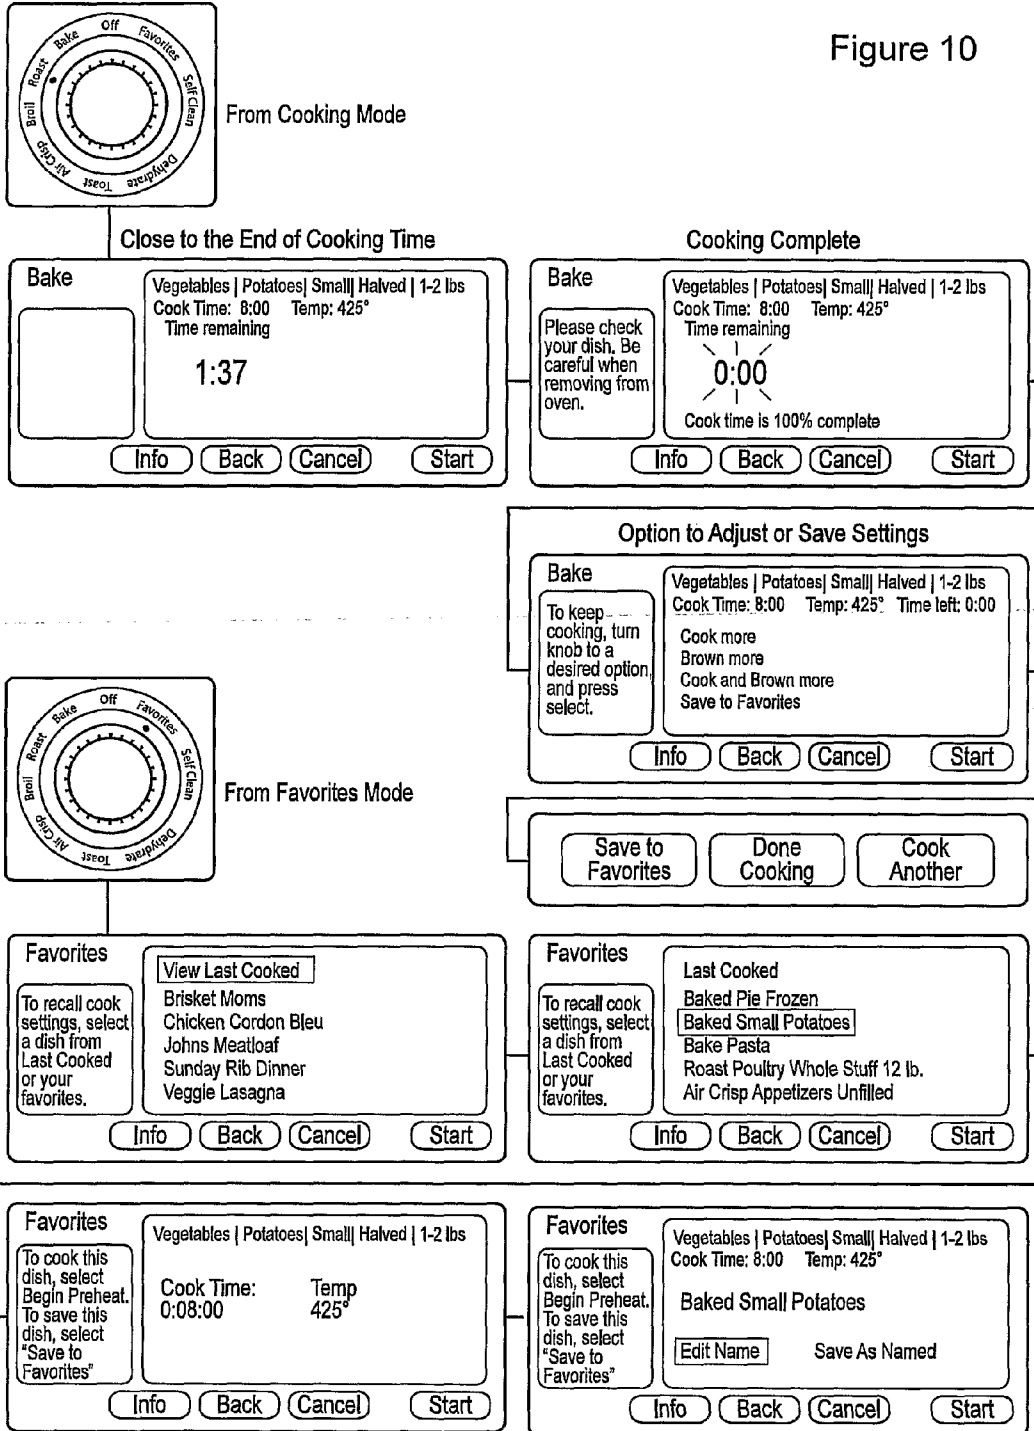 Figure 10
Off
Favorites
Self Clean
Dehydrate
Toast
Air Crisp
Broil
Roast
Bake
From Cooking Mode
Close to the End of Cooking Time
Bake
Vegetables | Potatoes| Small| Halved | 1-2 lbs
Cook Time: 8:00 Temp: 425°
Time remaining
1:37
Info Back Cancel Start
Cooking Complete
Bake
Please check
your dish. Be
careful when
removing from
oven.
Vegetables | Potatoes| Small| Halved | 1-2 lbs
Cook Time: 8:00 Temp: 425°
Time remaining
0:00
Cook time is 100% complete
Info Back Cancel Start
Option to Adjust or Save Settings
Bake
To keep
cooking, turn
knob to a
desired option,
and press
select.
Vegetables | Potatoes| Small| Halved | 1-2 lbs
Cook Time: 8:00 Temp: 425° Time left: 0:00
Cook more
Brown more
Cook and Brown more
Save to Favorites
Info Back Cancel Start
Off
Favorites
Self Clean
Dehydrate
Toast
Air Crisp
Broil
Roast
Bake
From Favorites Mode
Save to
Favorites
Done
Cooking
Cook
Another
Favorites
To recall cook
settings, select
a dish from
Last Cooked
or your
favorites.
View Last Cooked
Brisket Moms
Chicken Cordon Bleu
Johns Meatloaf
Sunday Rib Dinner
Veggie Lasagna
Info Back Cancel Start
Favorites
To recall cook
settings, select
a dish from
Last Cooked
or your
favorites.
Last Cooked
Baked Pie Frozen
Baked Small Potatoes
Bake Pasta
Roast Poultry Whole Stuff 12 lb.
Air Crisp Appetizers Unfilled
Info Back Cancel Start
Favorites
To cook this
dish, select
Begin Preheat.
To save this
dish, select
"Save to
Favorites"
Vegetables | Potatoes| Small| Halved | 1-2 lbs
Cook Time: Temp
0:08:00 425°
Info Back Cancel Start
Favorites
To cook this
dish, select
Begin Preheat.
To save this
dish, select
"Save to
Favorites"
Vegetables | Potatoes| Small| Halved | 1-2 lbs
Cook Time: 8:00 Temp: 425°
Baked Small Potatoes
Edit Name Save As Named
Info Back Cancel Start